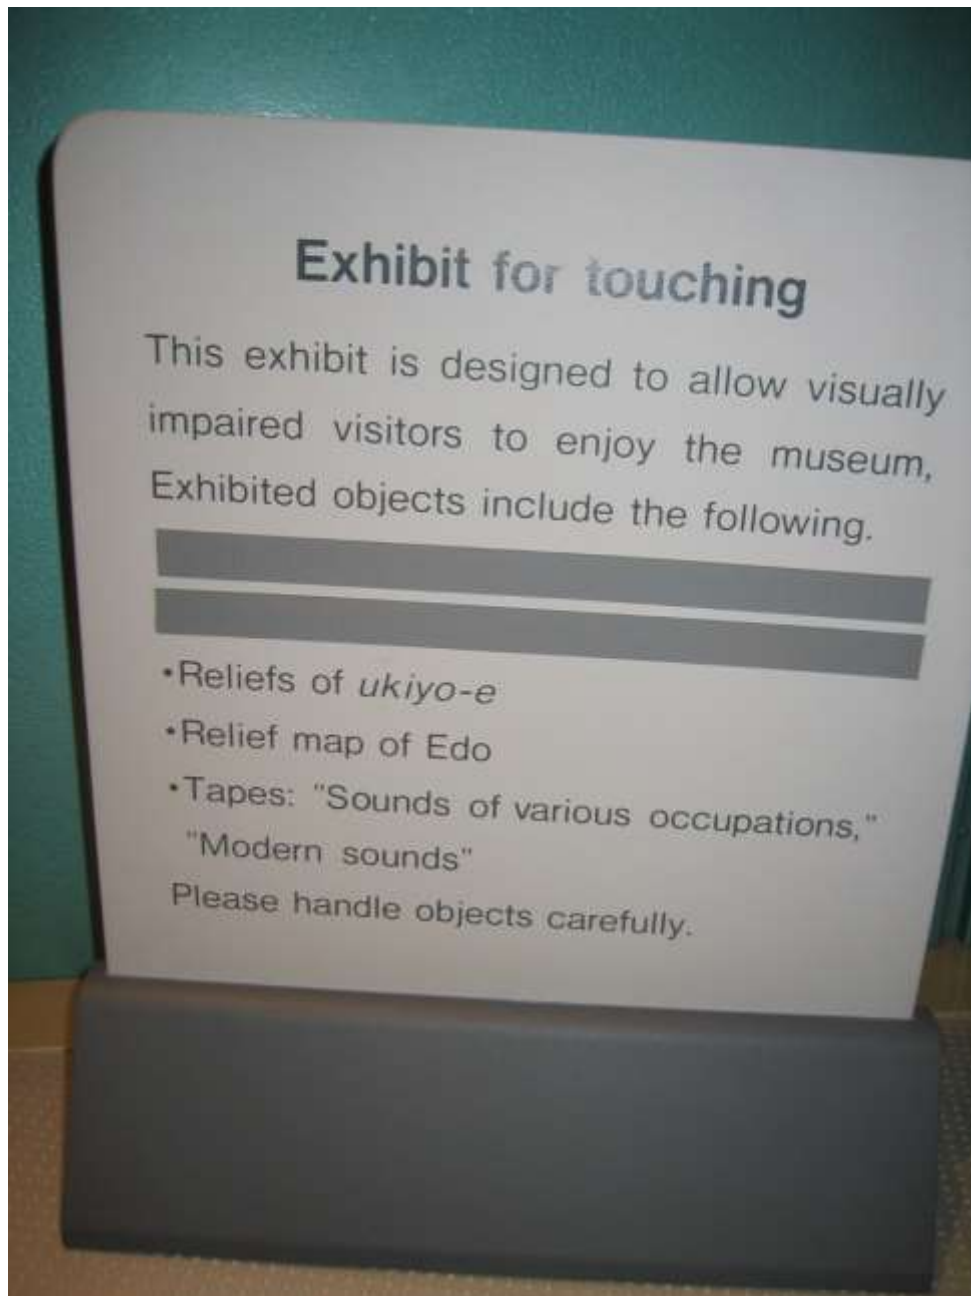 Exhibit for touching
This exhibit is designed to allow visually
impaired visitors to enjoy the museum,
Exhibited objects include the following.
•Reliefs of ukiyo-e
•Relief map of Edo
•Tapes: "Sounds of various occupations,"
"Modern sounds"
Please handle objects carefully.